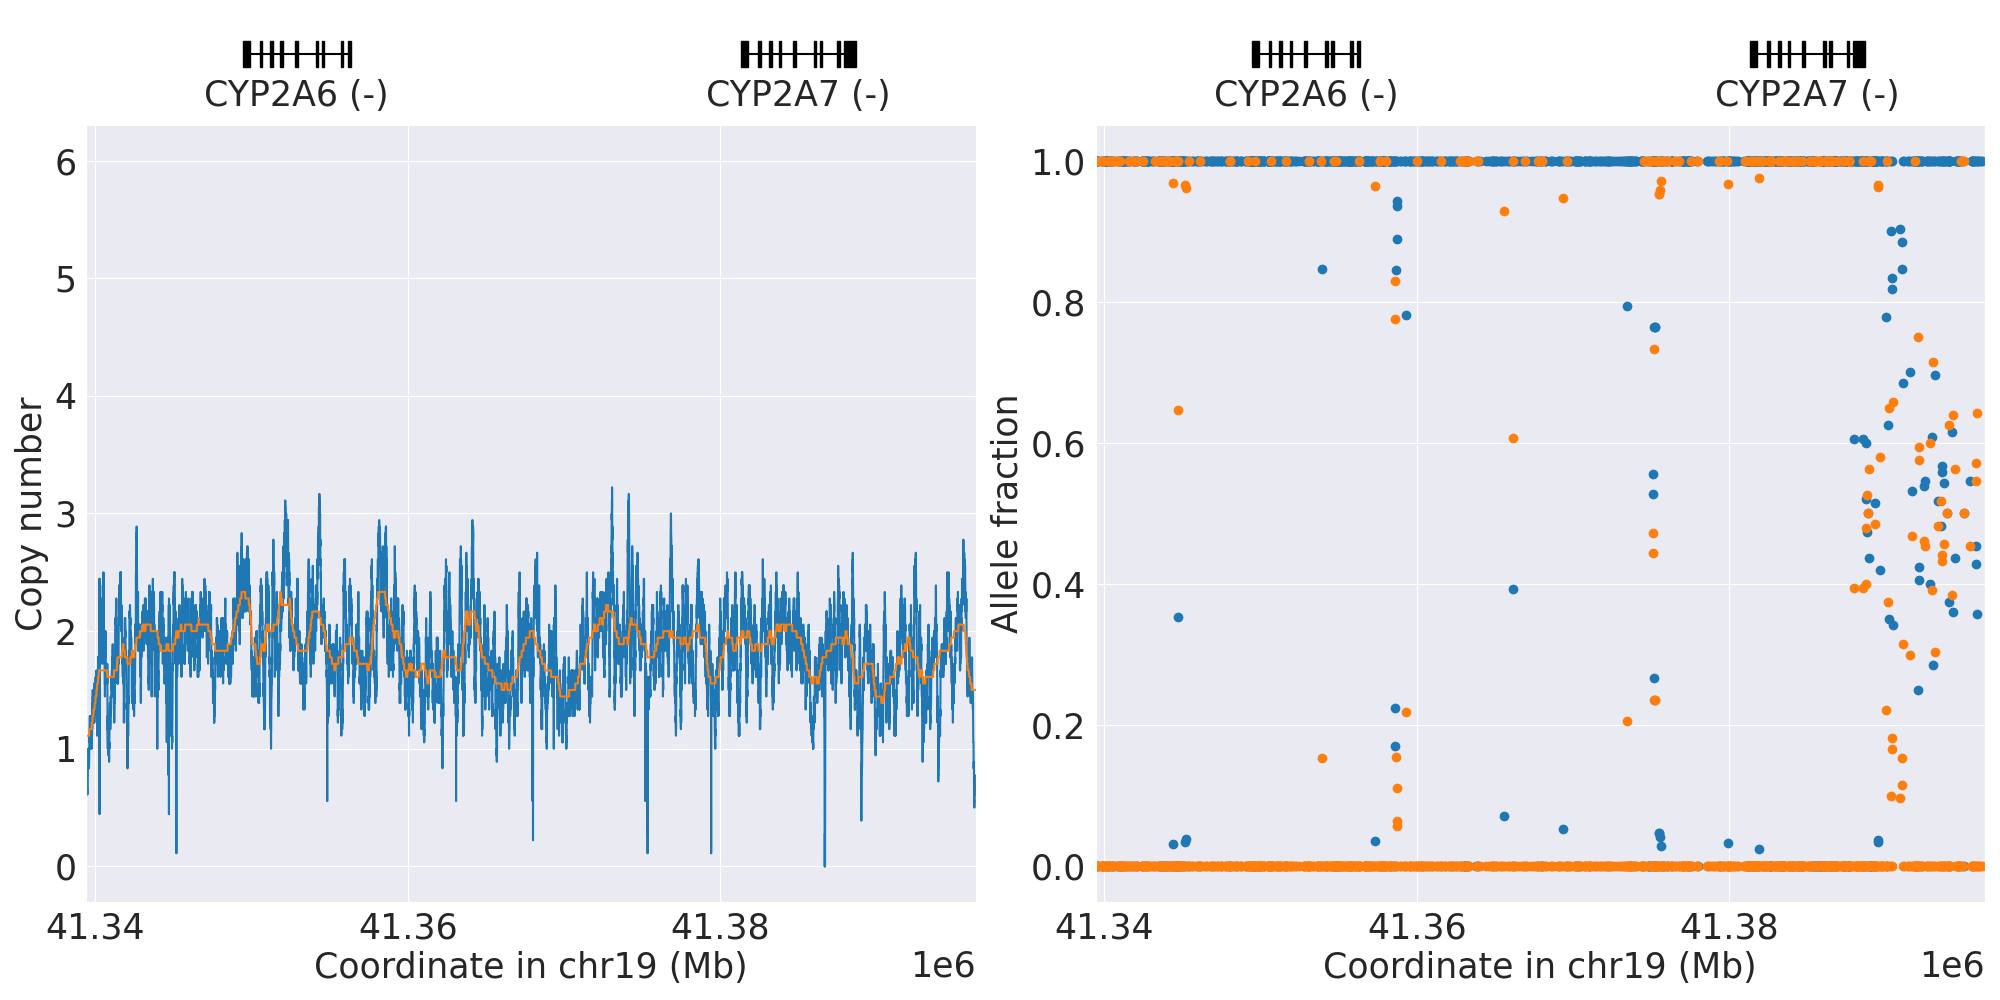 CYP2A6 (-) CYP2A7 (-)
6
5
4
3
2
1
0
Copy number
41.34 41.36 41.38
Coordinate in chr19 (Mb) 1e6
CYP2A6 (-) CYP2A7 (-)
1.0
0.8
0.6
0.4
0.2
0.0
Allele fraction
41.34 41.36 41.38
Coordinate in chr19 (Mb) 1e6